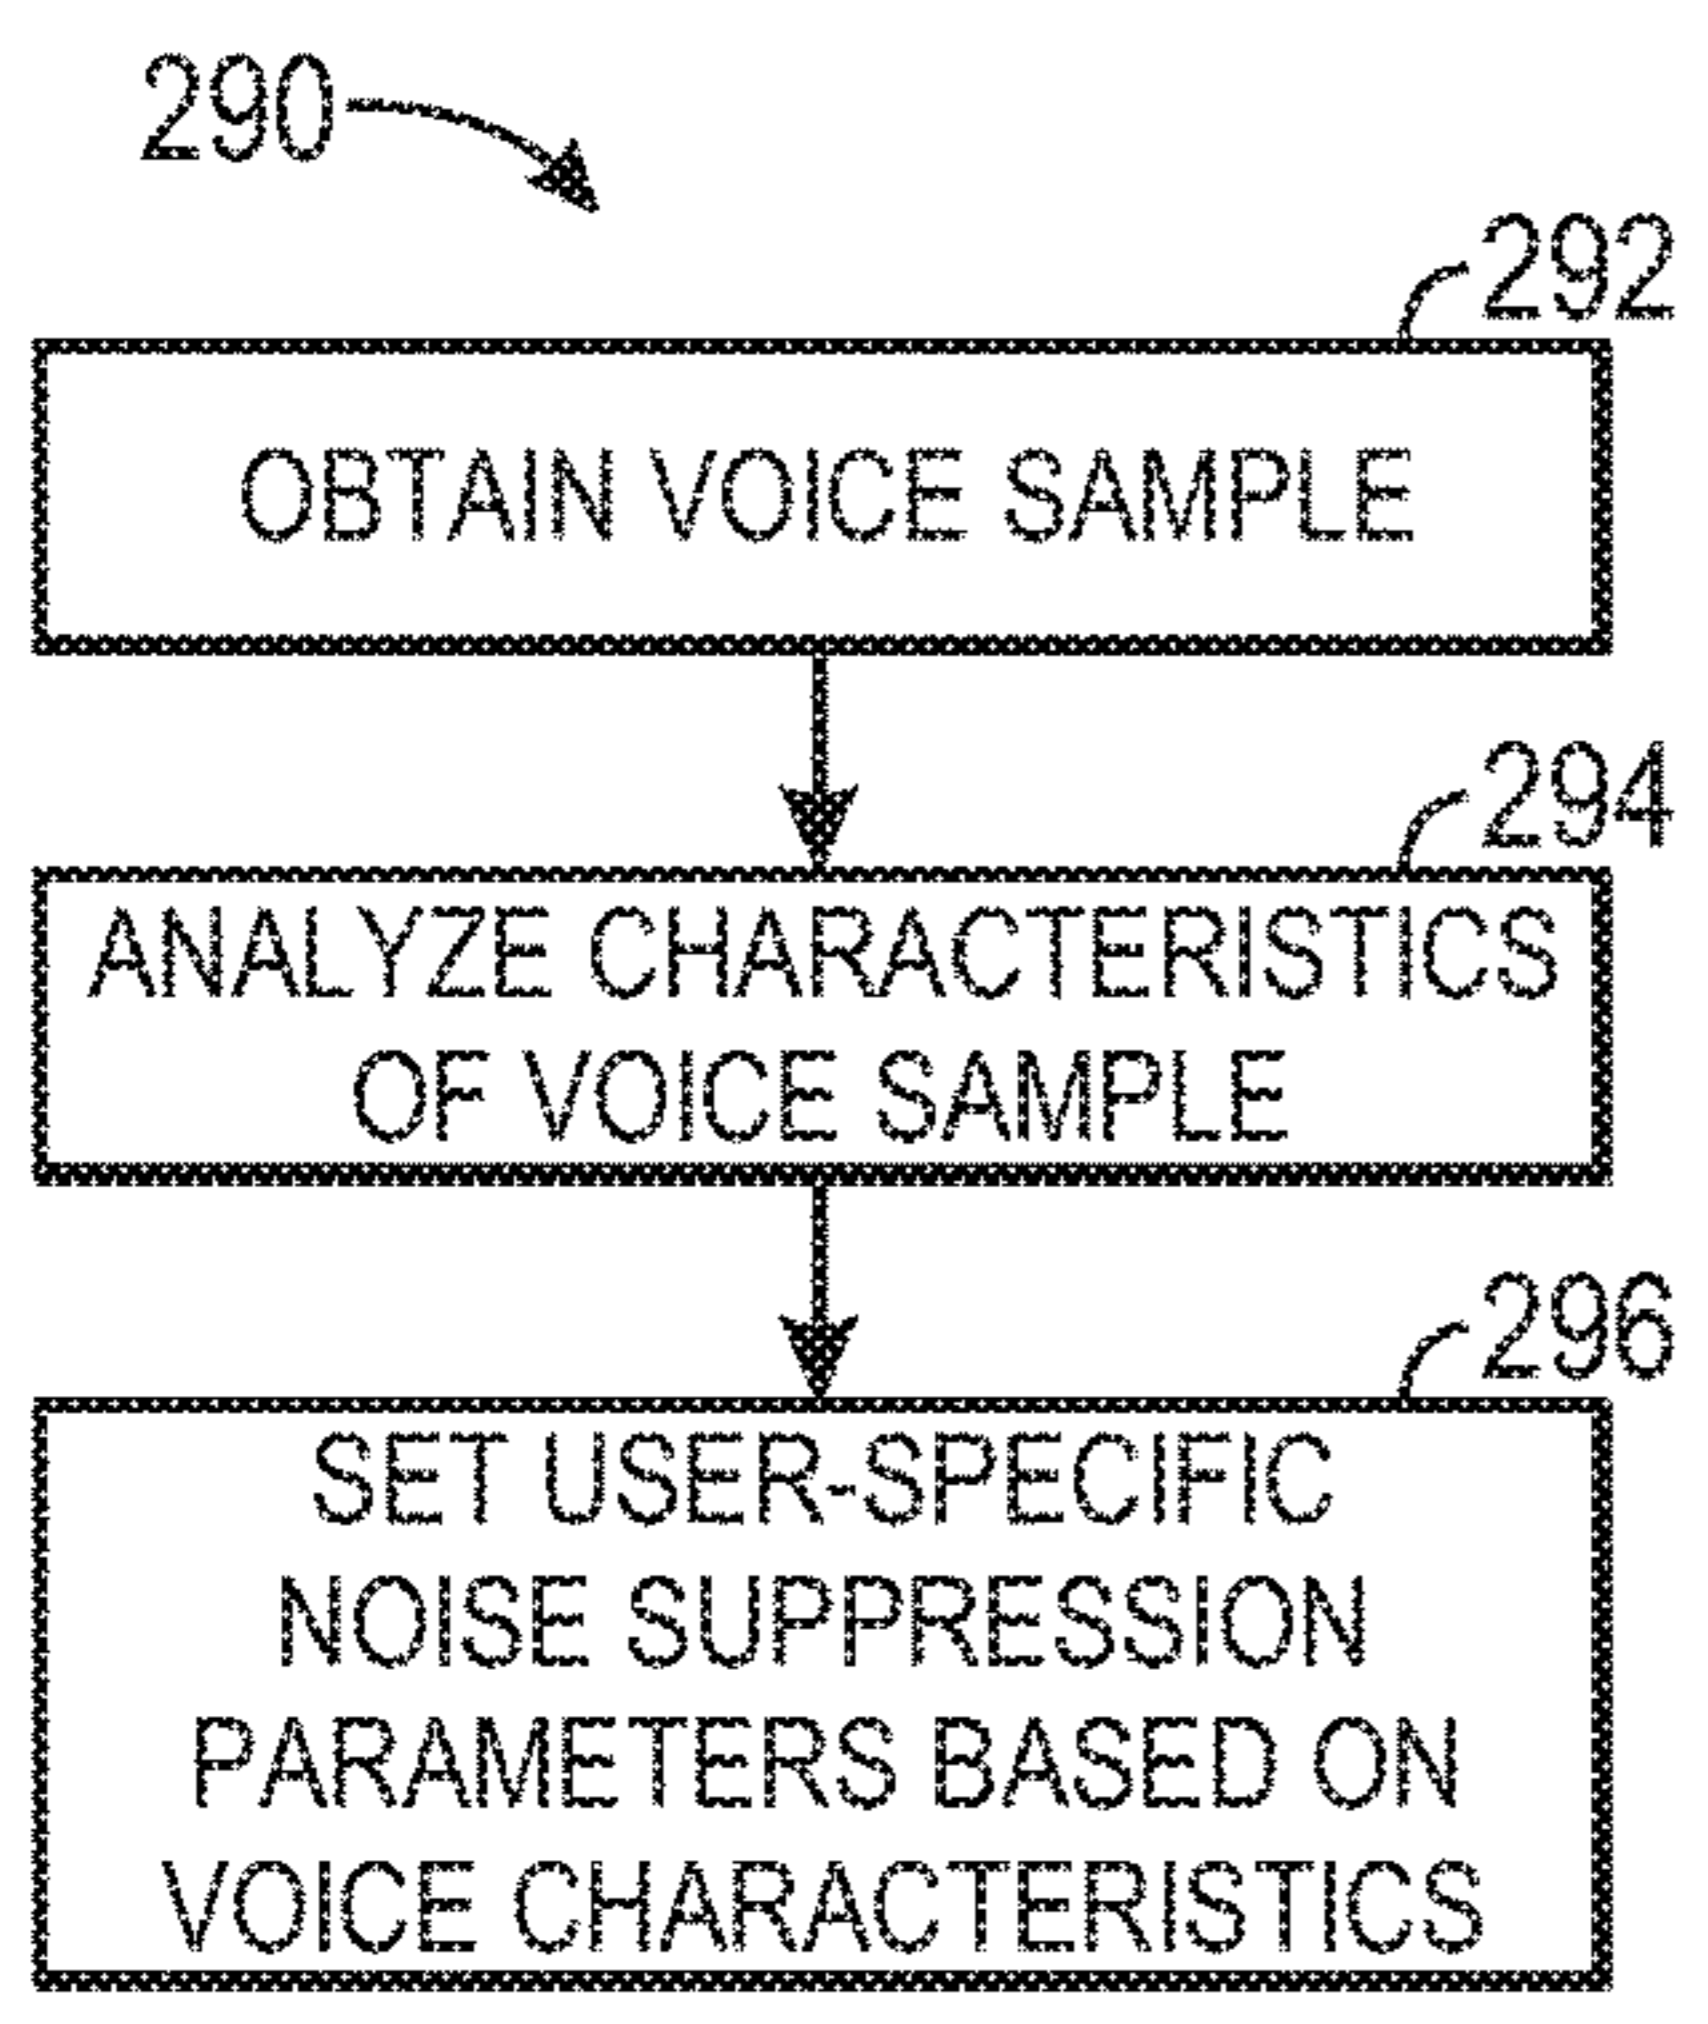 290
292
OBTAIN VOICE SAMPLE
294
ANALYZE CHARACTERISTICS
OF VOICE SAMPLE
296
SET USER-SPECIFIC
NOISE SUPPRESSION
PARAMETERS BASED ON
VOICE CHARACTERISTICS